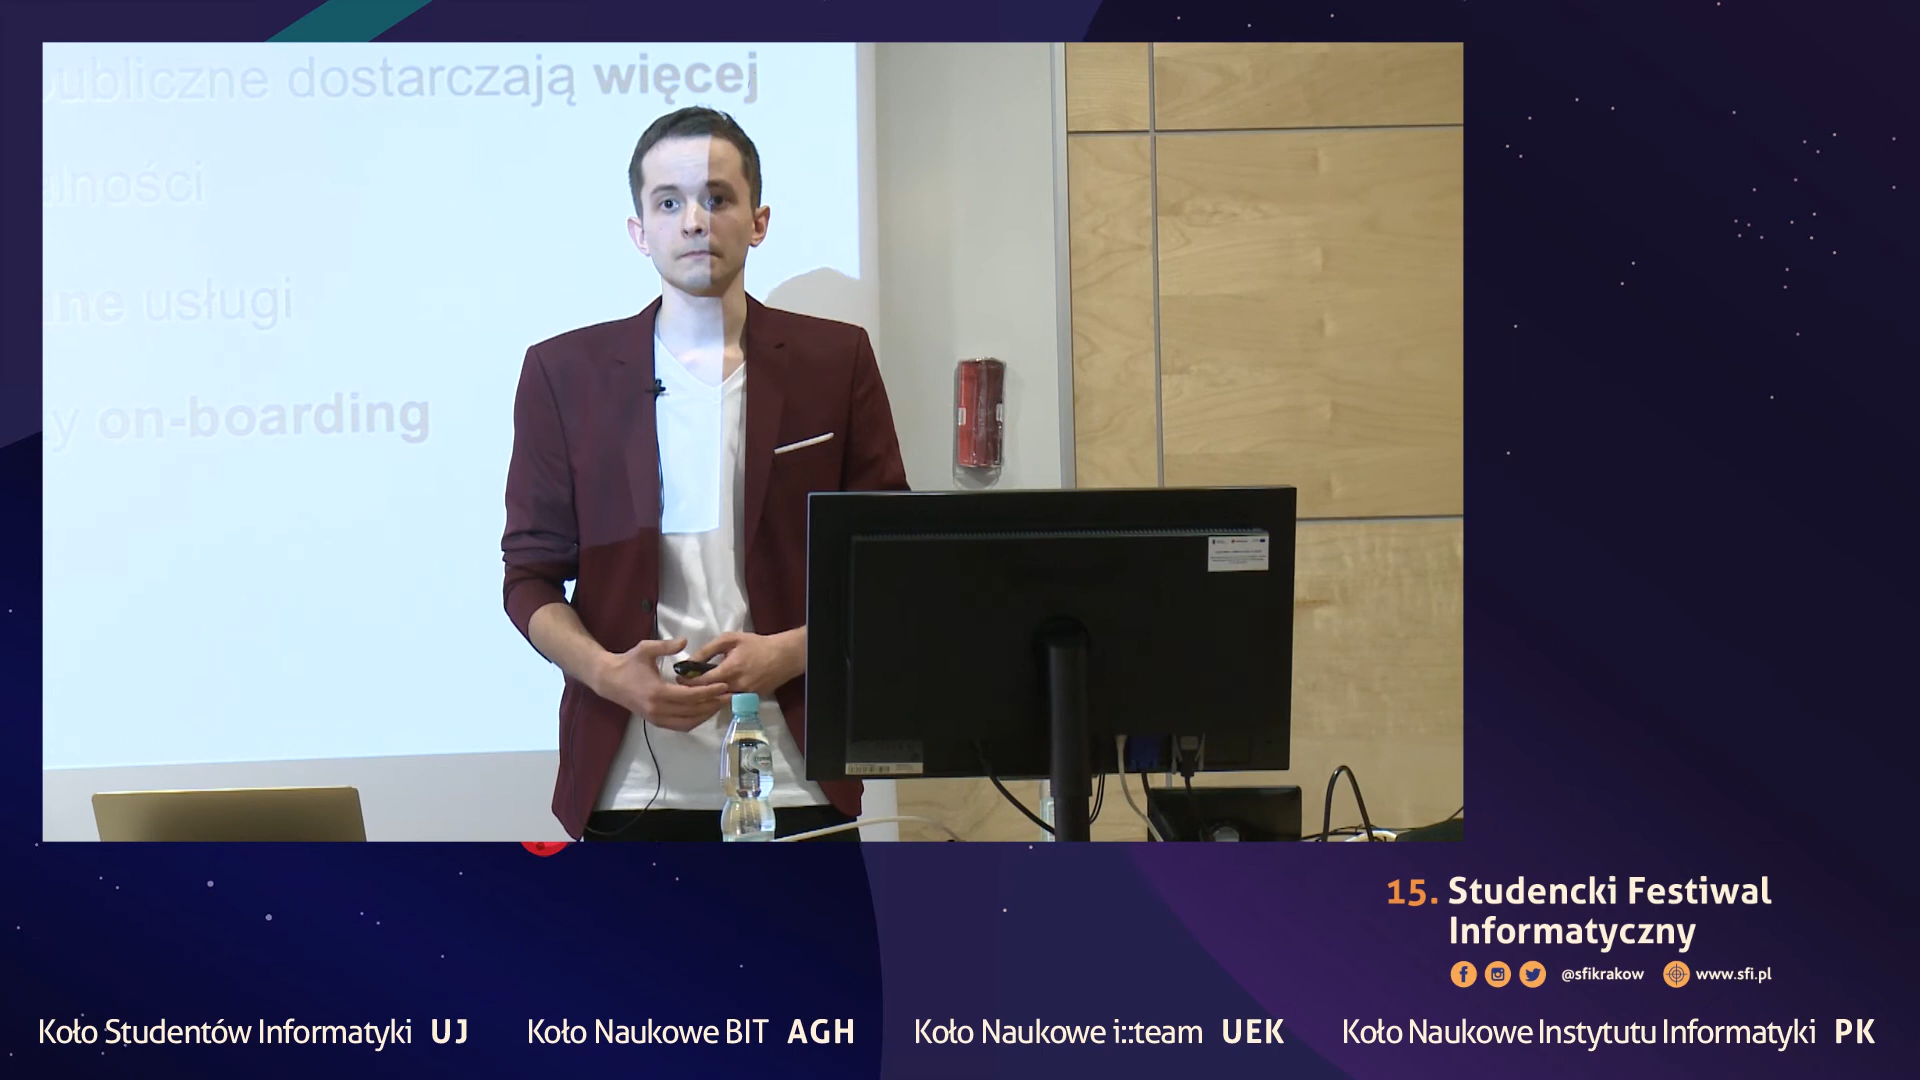 publiczne dostarczają więcej
alności
ne usługi
y on-boarding
15. Studencki Festiwal
Informatyczny
@sfikrakow www.sfi.pl
Koło Studentów Informatyki UJ Koło Naukowe BIT AGH Koło Naukowe i::team UEK Koło Naukowe Instytutu Informatyki PK